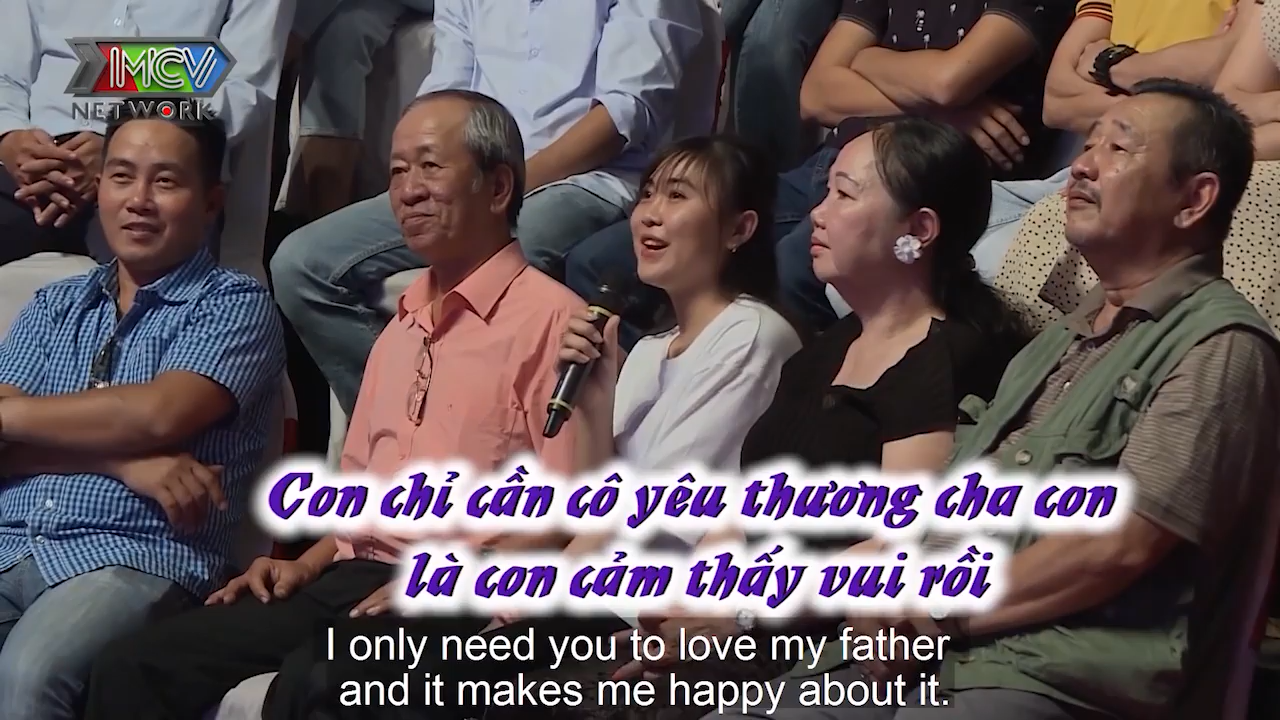 MCV
NETWORK
Con chỉ cần cô yêu thương cha con
là con cảm thấy vui rồi
I only need you to love my father
and it makes me happy about it.